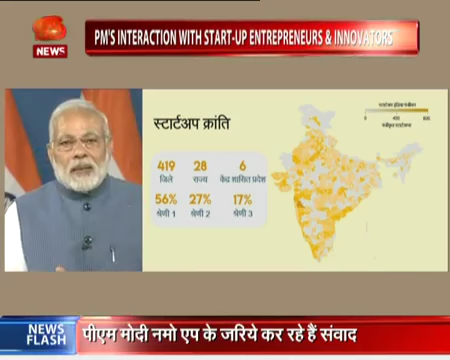 PM'S INTERACTION WITH START-UP ENTREPRENEURS & INNOVATORS
NEWS
स्टार्टअप क्रांति
419 28 6
जिले राज्य केंद्र शासित प्रदेश
56% 27% 17%
श्रेणी 1 श्रेणी 2 श्रेणी 3
NEWS FLASH
पीएम मोदी नमो एप के जरिये कर रहे हैं संवाद